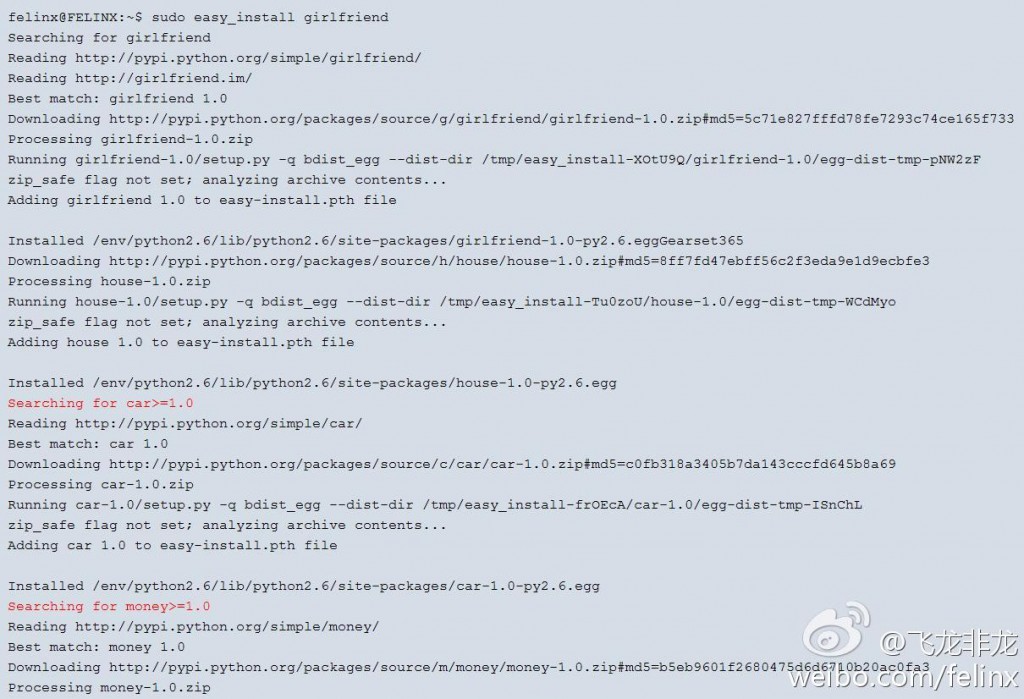 felinx@FELINX:~$ sudo easy_install girlfriend
Searching for girlfriend
Reading http://pypi.python.org/simple/girlfriend/
Reading http://girlfriend.im/
Best match: girlfriend 1.0
Downloading http://pypi.python.org/packages/source/g/girlfriend/girlfriend-1.0.zip#md5=5c71e827fffd78fe7293c74ce165f733
Processing girlfriend-1.0.zip
Running girlfriend-1.0/setup.py -q bdist_egg --dist-dir /tmp/easy_install-XOtU9Q/girlfriend-1.0/egg-dist-tmp-pNW2zF
zip_safe flag not set; analyzing archive contents...
Adding girlfriend 1.0 to easy-install.pth file

Installed /env/python2.6/lib/python2.6/site-packages/girlfriend-1.0-py2.6.eggGearset365
Downloading http://pypi.python.org/packages/source/h/house/house-1.0.zip#md5=8ff7fd47ebff56c2f3eda9e1d9ecbfe3
Processing house-1.0.zip
Running house-1.0/setup.py -q bdist_egg --dist-dir /tmp/easy_install-Tu0zoU/house-1.0/egg-dist-tmp-WCdMyo
zip_safe flag not set; analyzing archive contents...
Adding house 1.0 to easy-install.pth file

Installed /env/python2.6/lib/python2.6/site-packages/house-1.0-py2.6.egg
Searching for car>=1.0
Reading http://pypi.python.org/simple/car/
Best match: car 1.0
Downloading http://pypi.python.org/packages/source/c/car/car-1.0.zip#md5=c0fb318a3405b7da143cccfd645b8a69
Processing car-1.0.zip
Running car-1.0/setup.py -q bdist_egg --dist-dir /tmp/easy_install-frOEcA/car-1.0/egg-dist-tmp-ISnChL
zip_safe flag not set; analyzing archive contents...
Adding car 1.0 to easy-install.pth file

Installed /env/python2.6/lib/python2.6/site-packages/car-1.0-py2.6.egg
Searching for money>=1.0
Reading http://pypi.python.org/simple/money/
Best match: money 1.0
Downloading http://pypi.python.org/packages/source/m/money/money-1.0.zip#md5=b5eb9601f2680475d6d6710b20ac0fa3
Processing money-1.0.zip
@飞龙非龙
weibo.com/felinx